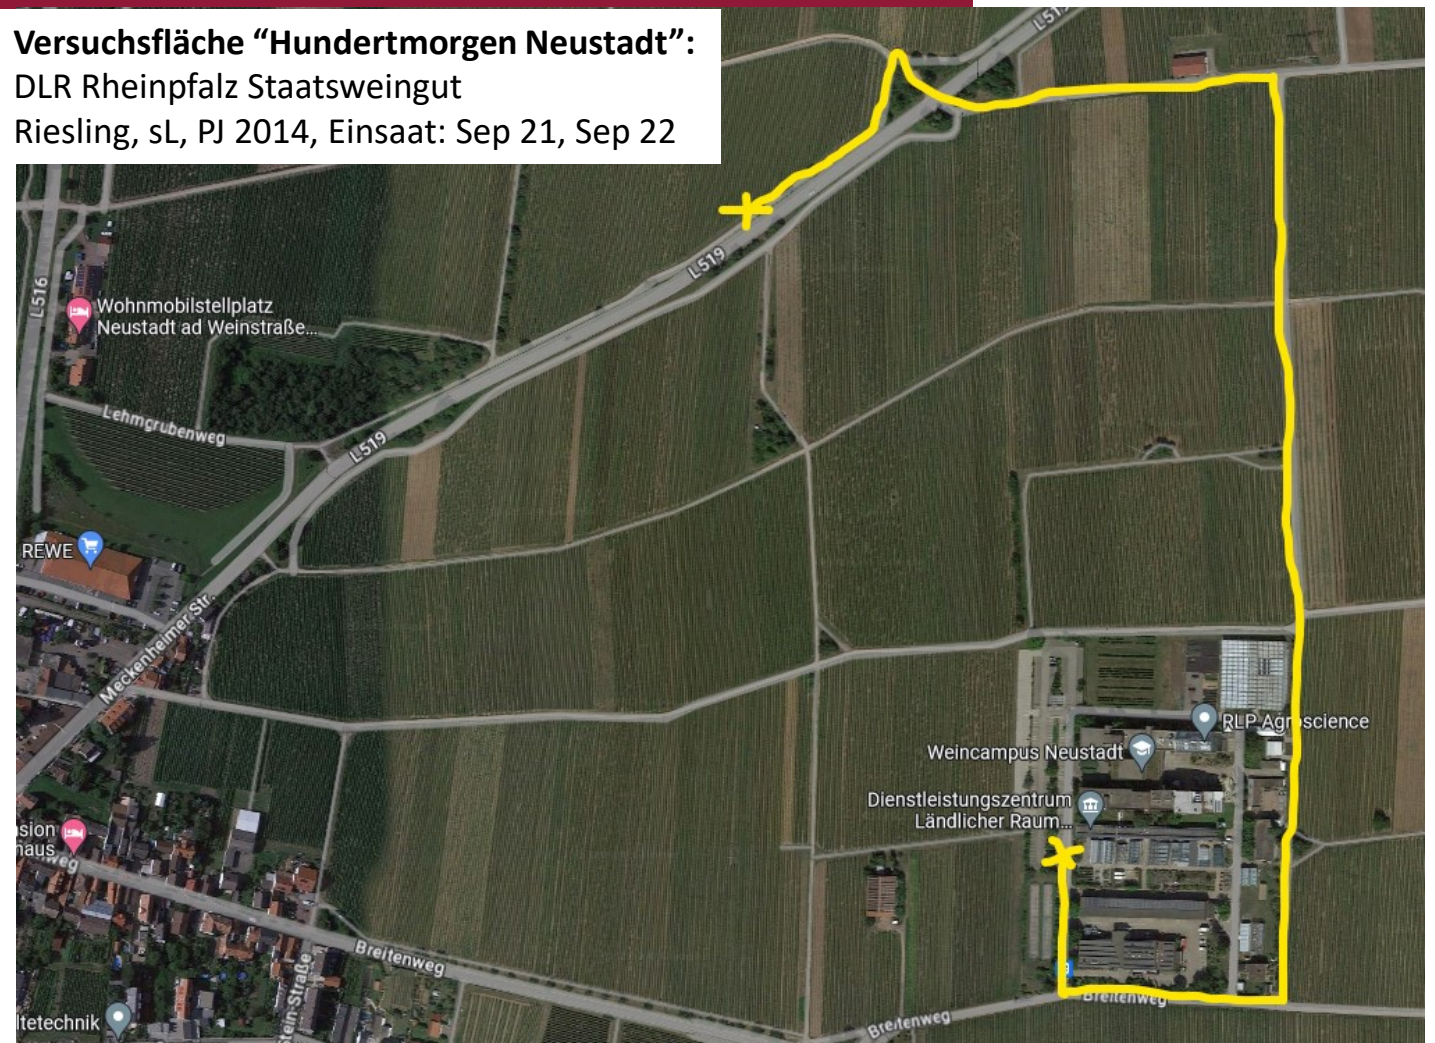 Versuchsfläche “Hundertmorgen Neustadt”:
DLR Rheinpfalz Staatsweingut
Riesling, sL, PJ 2014, Einsaat: Sep 21, Sep 22
L519
L516
L519
Wohnmobilstellplatz
Neustadt ad Weinstraße...
Lehmgrubenweg
L519
REWE
Meckenheimer Str.
RLP Agroscience
Weincampus Neustadt
Dienstleistungszentrum
Ländlicher Raum...
Breitenweg
Breitenweg
Breitenweg